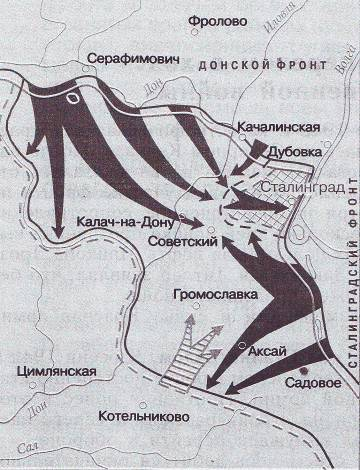 Фролово
Иловля
Серафимович
Дон
ДОНСКОЙ ФРОНТ
Волга
Качалинская
Дубовка
Сталинград
Калач-на-Дону
Советский
СТАЛИНГРАДСКИЙ ФРОНТ
Громославка
Аксай
Цимлянская
Садовое
Дон
Котельниково
Сал